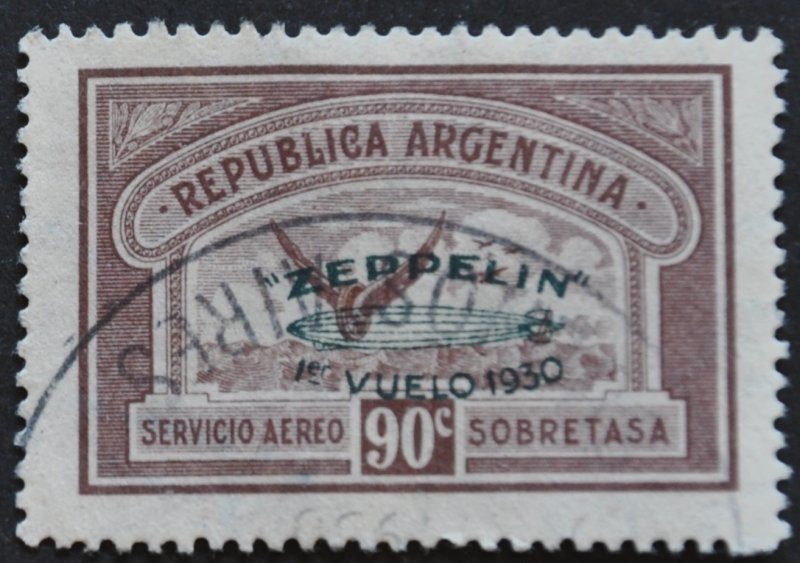 · REPUBLICA ARGENTINA ·
"ZEPPELIN"
1er VUELO 1930
SERVICIO AEREO 90c SOBRETASA